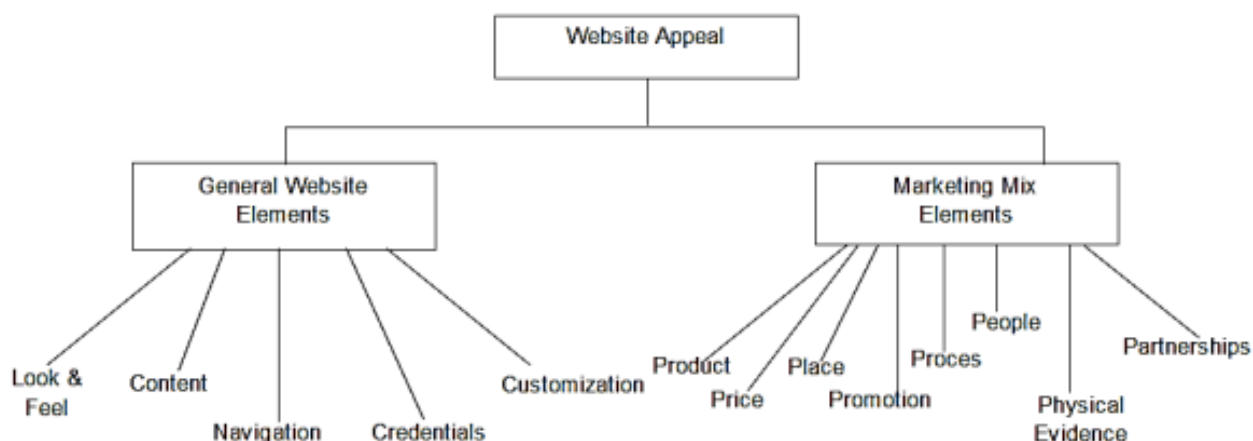 Website Appeal
General Website
Elements
Marketing Mix
Elements
Look &
Feel
Content
Navigation
Credentials
Customization
Product
Price
Place
Promotion
Proces
People
Physical
Evidence
Partnerships